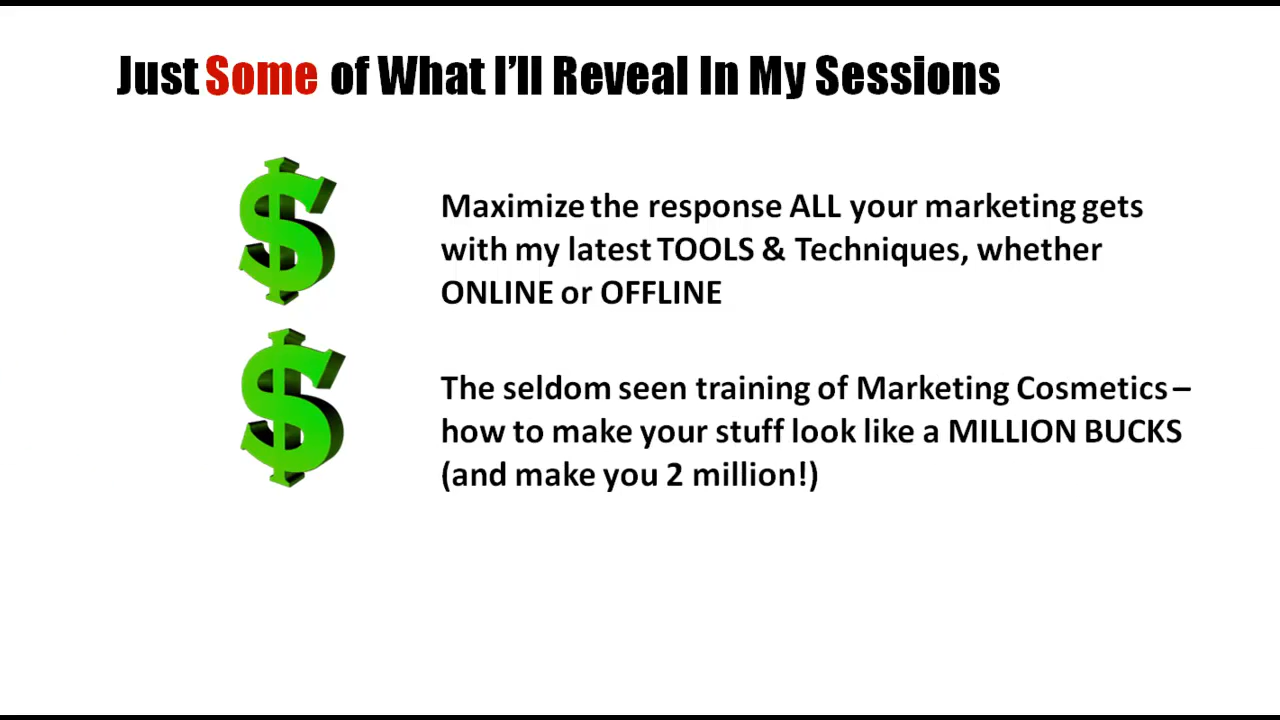 Just Some of What I’ll Reveal In My Sessions
Maximize the response ALL your marketing gets
with my latest TOOLS & Techniques, whether
ONLINE or OFFLINE
The seldom seen training of Marketing Cosmetics –
how to make your stuff look like a MILLION BUCKS
(and make you 2 million!)